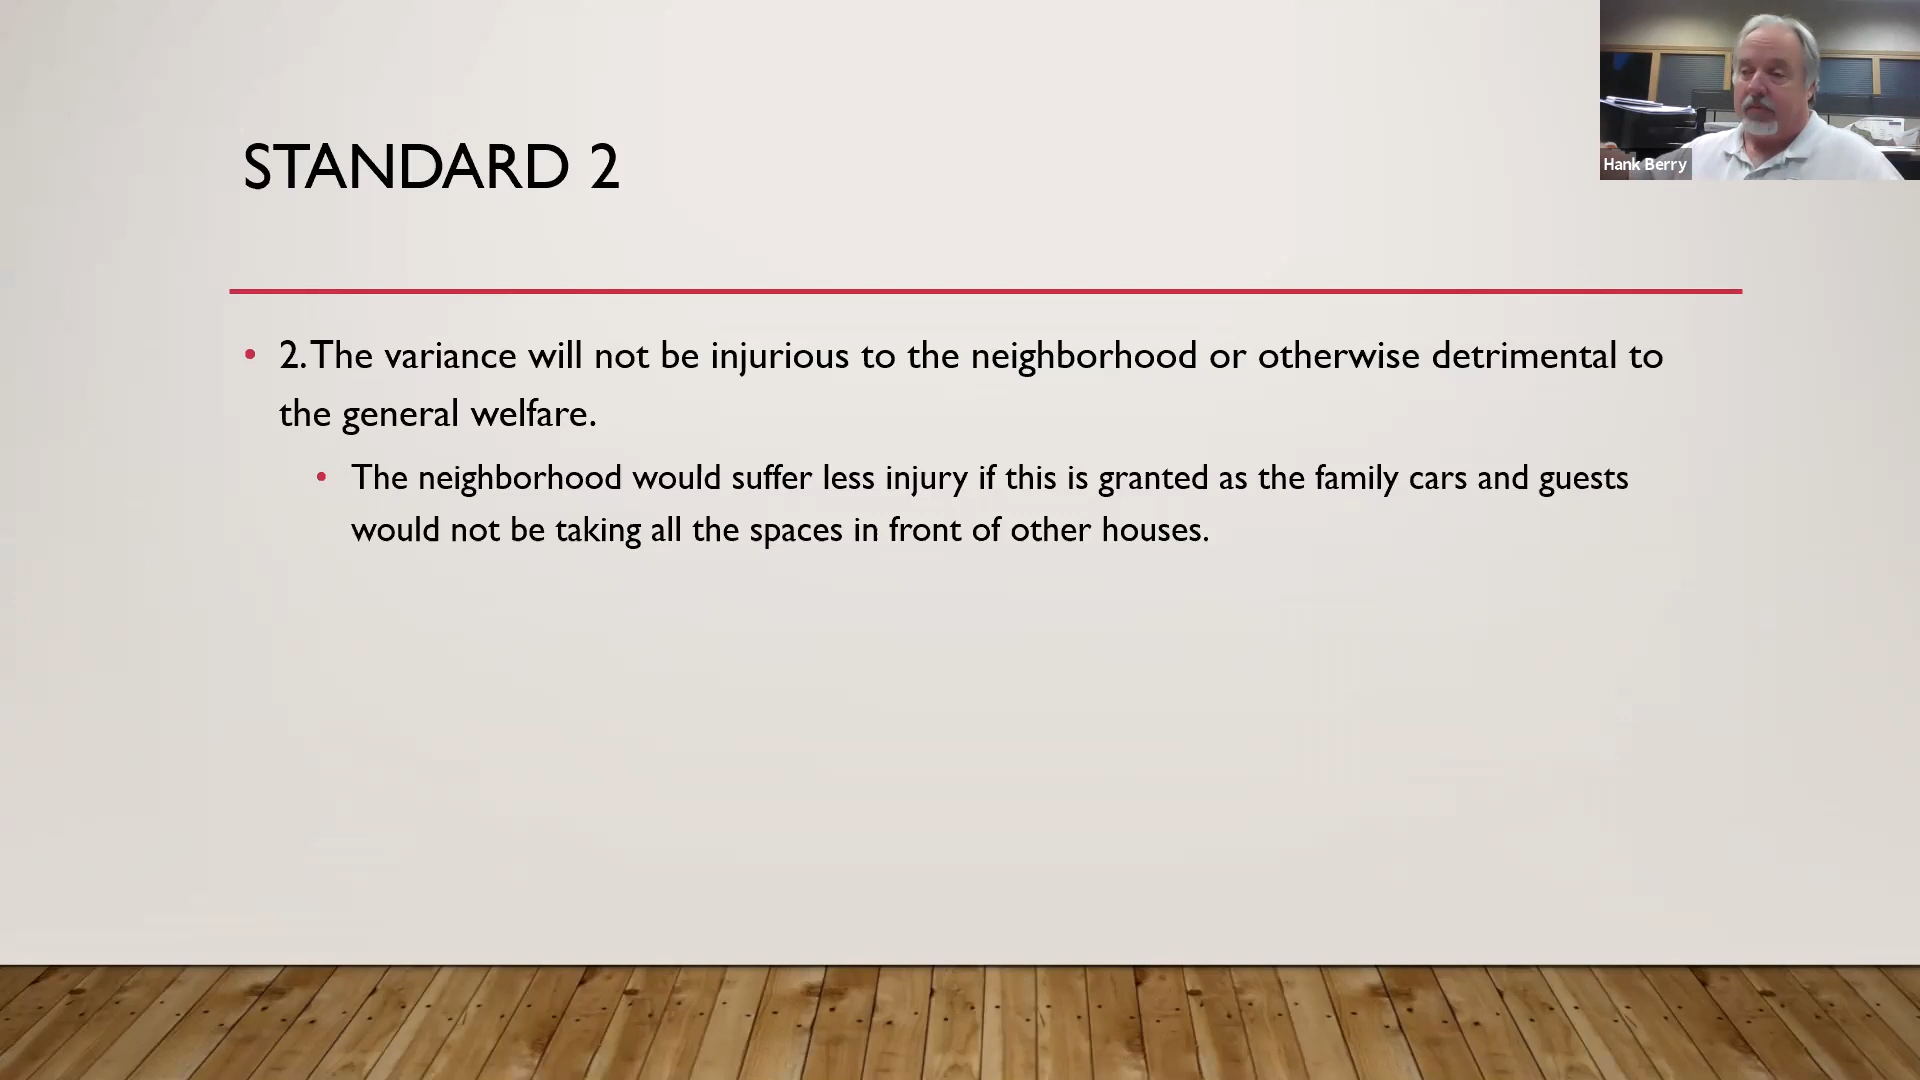 STANDARD 2
Hank Berry
• 2. The variance will not be injurious to the neighborhood or otherwise detrimental to
the general welfare.
• The neighborhood would suffer less injury if this is granted as the family cars and guests
would not be taking all the spaces in front of other houses.